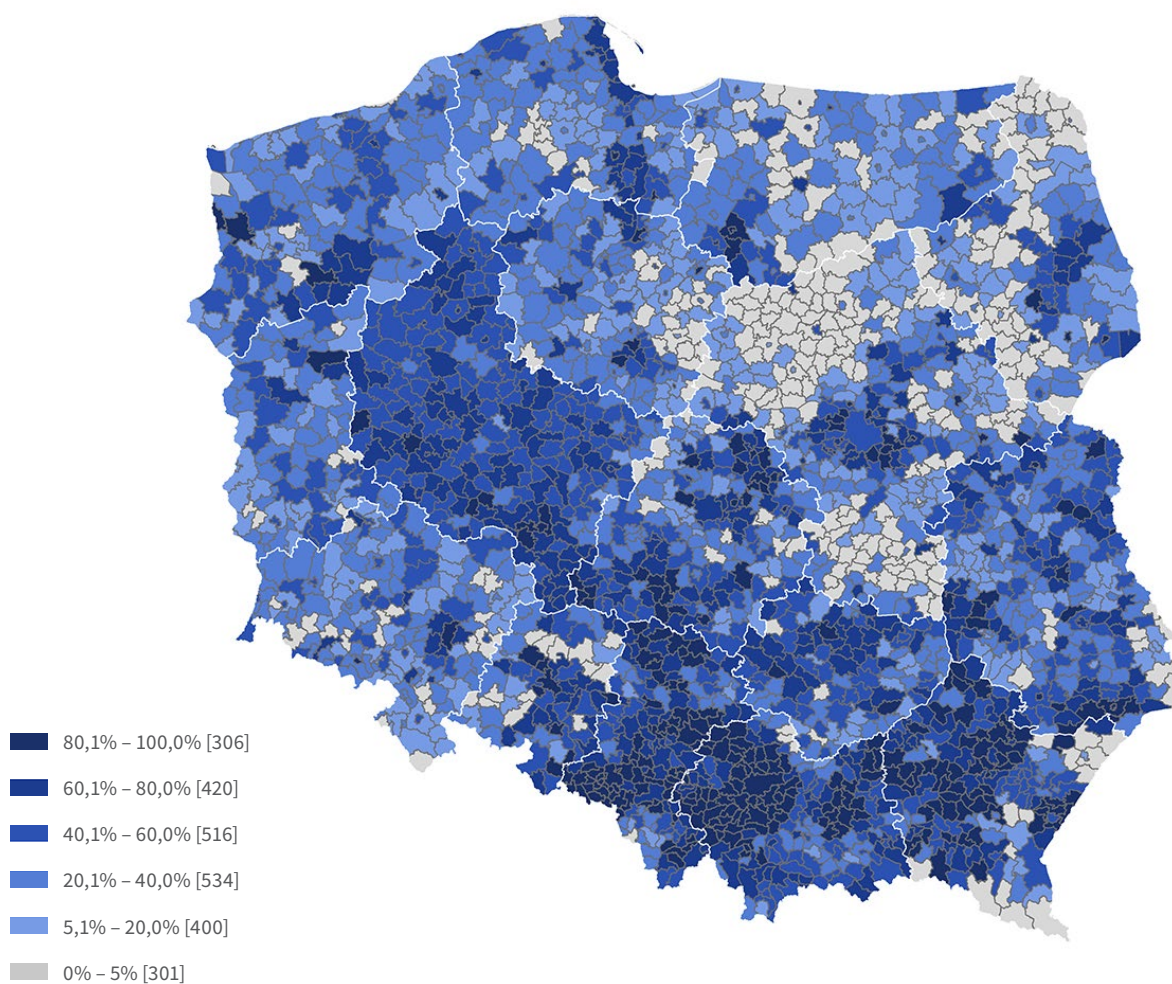 80,1% – 100,0% [306]
60,1% – 80,0% [420]
40,1% – 60,0% [516]
20,1% – 40,0% [534]
5,1% – 20,0% [400]
0% – 5% [301]